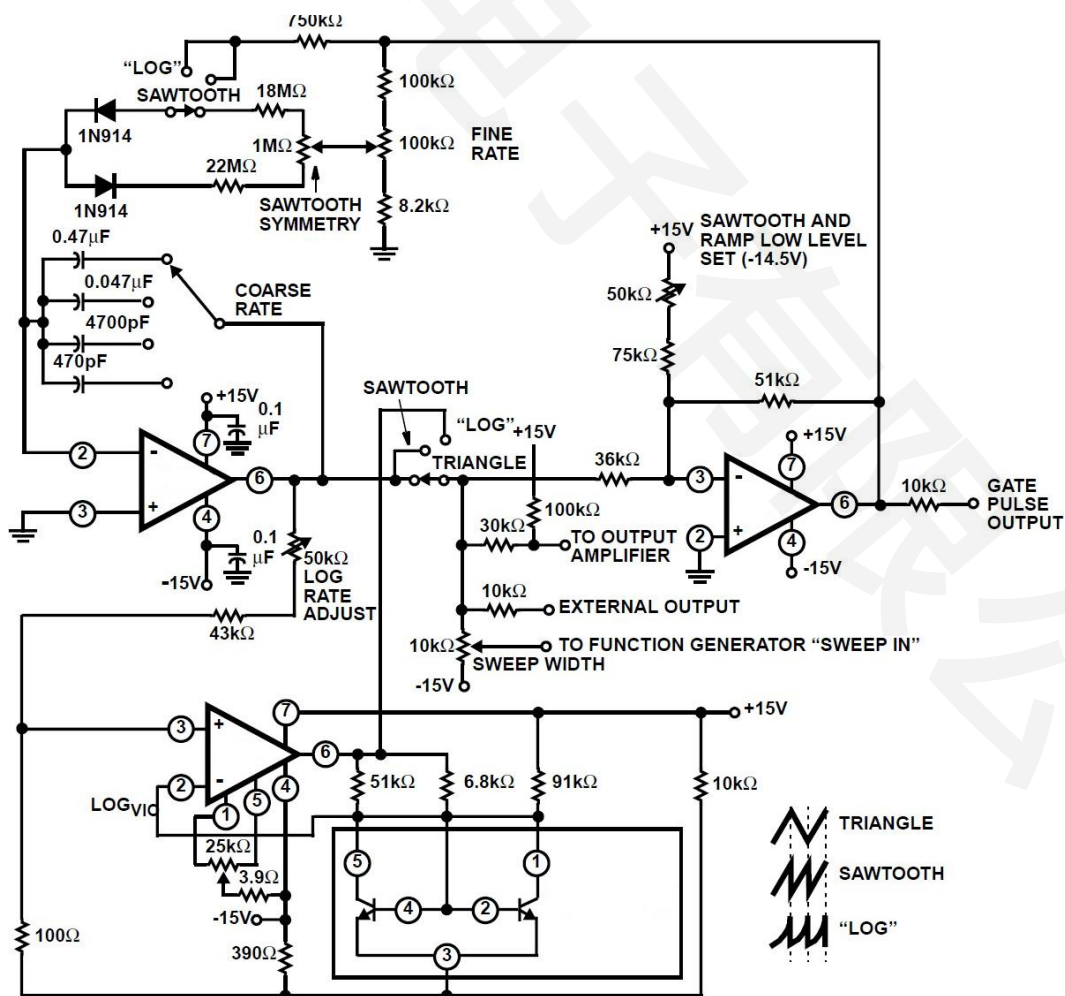 750kΩ
"LOG"
SAWTOOTH
18MΩ
100kΩ
1N914
1MΩ
100kΩ
FINE
RATE
22MΩ
1N914
SAWTOOTH
SYMMETRY
8.2kΩ
0.47μF
0.047μF
4700pF
470pF
COARSE
RATE
+15V
SAWTOOTH AND
RAMP LOW LEVEL
SET (-14.5V)
50kΩ
75kΩ
51kΩ
+15V
0.1
μF
7
2
-
6
3
+
4
0.1
μF
-15V
50kΩ
LOG
RATE
ADJUST
43kΩ
SAWTOOTH
"LOG"
+15V
TRIANGLE
36kΩ
100kΩ
30kΩ
TO OUTPUT
AMPLIFIER
10kΩ
EXTERNAL OUTPUT
10kΩ
TO FUNCTION GENERATOR "SWEEP IN"
SWEEP WIDTH
-15V
+15V
3
-
7
6
2
+
4
-15V
10kΩ
GATE
PULSE
OUTPUT
7
+15V
3
+
6
2
-
4
5
1
LOGVIO
51kΩ
6.8kΩ
91kΩ
10kΩ
25kΩ
3.9Ω
-15V
100Ω
390Ω
5
1
4
2
3
TRIANGLE
SAWTOOTH
"LOG"
电子有限公